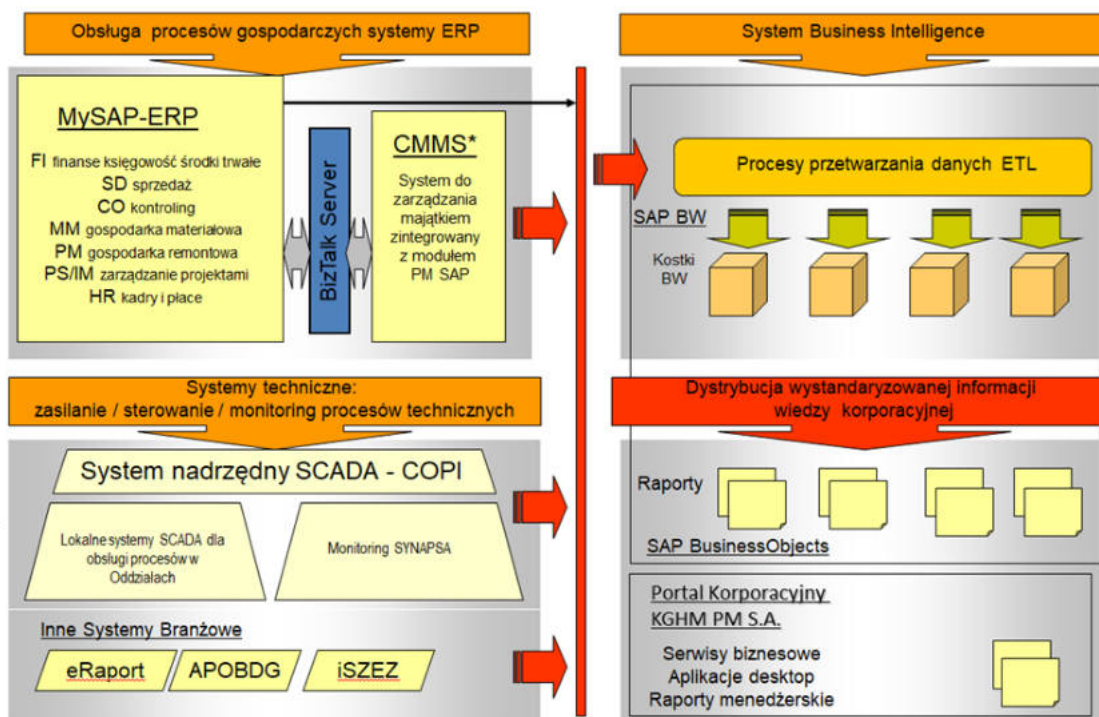 Obsługa procesów gospodarczych systemy ERP
MySAP-ERP
FI finanse księgowość środki trwałe
SD sprzedaż
CO kontroling
MM gospodarka materiałowa
PM gospodarka remontowa
PS/IM zarządzanie projektami
HR kadry i płace
BizTalk Server
CMMS*
System do
zarządzania
majątkiem
zintegrowany
z modułem
PM SAP
System Business Intelligence
Procesy przetwarzania danych ETL
SAP BW
Kostki
BW
Systemy techniczne:
zasilanie / sterowanie / monitoring procesów technicznych
System nadrzędny SCADA - COPI
Lokalne systemy SCADA dla
obsługi procesów w
Oddziałach
Monitoring SYNAPSA
Inne Systemy Branżowe
eRaport
APOBDG
iSZEZ
Dystrybucja wystandaryzowanej informacji
wiedzy korporacyjnej
Raporty
SAP BusinessObjects
Portal Korporacyjny
KGHM PM S.A.
Serwisy biznesowe
Aplikacje desktop
Raporty menedżerskie